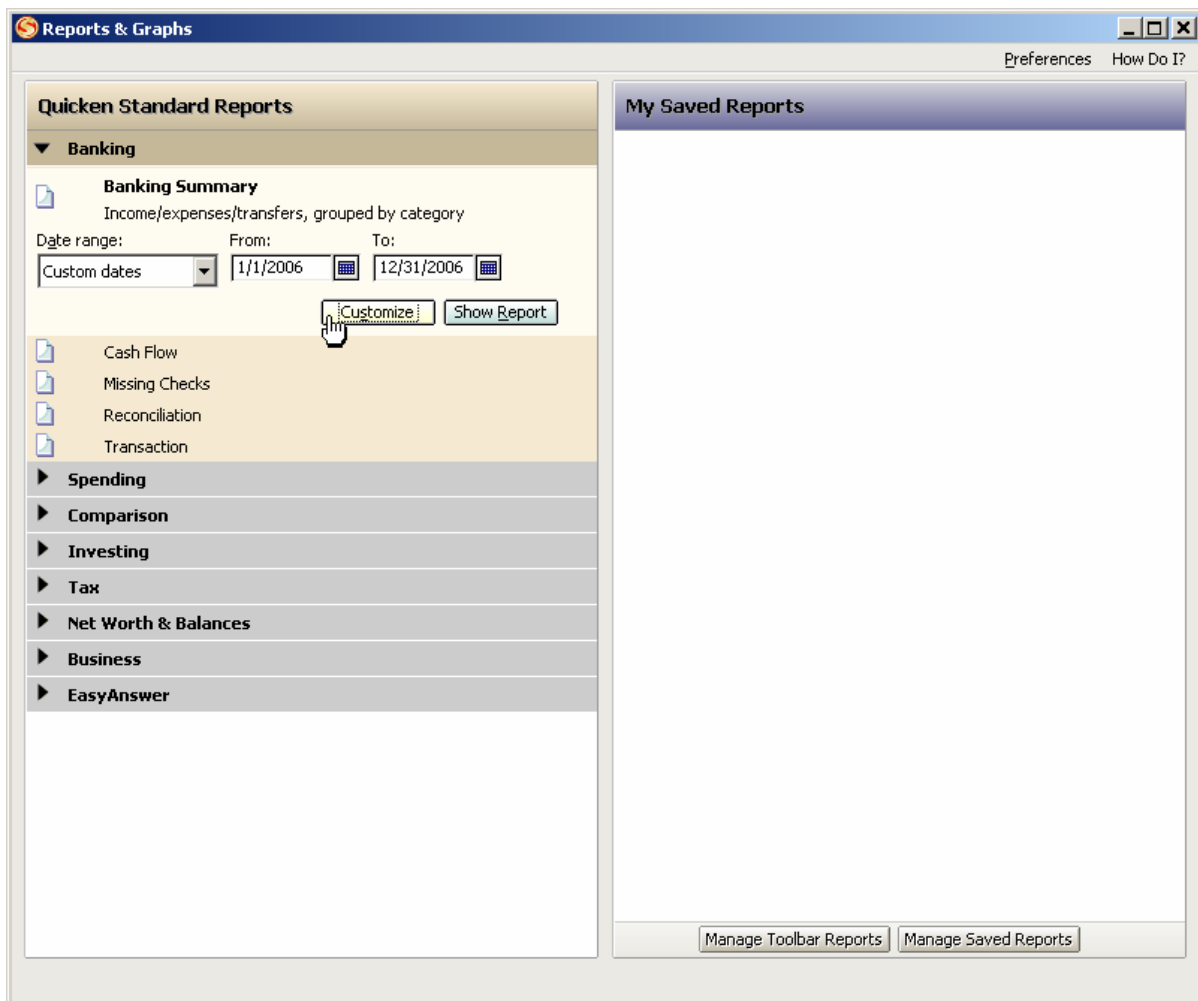 Reports & Graphs
Preferences How Do I?
Quicken Standard Reports
Banking
Banking Summary
Income/expenses/transfers, grouped by category
Date range: From: To:
Custom dates 1/1/2006 12/31/2006
Customize Show Report
Cash Flow
Missing Checks
Reconciliation
Transaction
Spending
Comparison
Investing
Tax
Net Worth & Balances
Business
EasyAnswer
My Saved Reports
Manage Toolbar Reports Manage Saved Reports